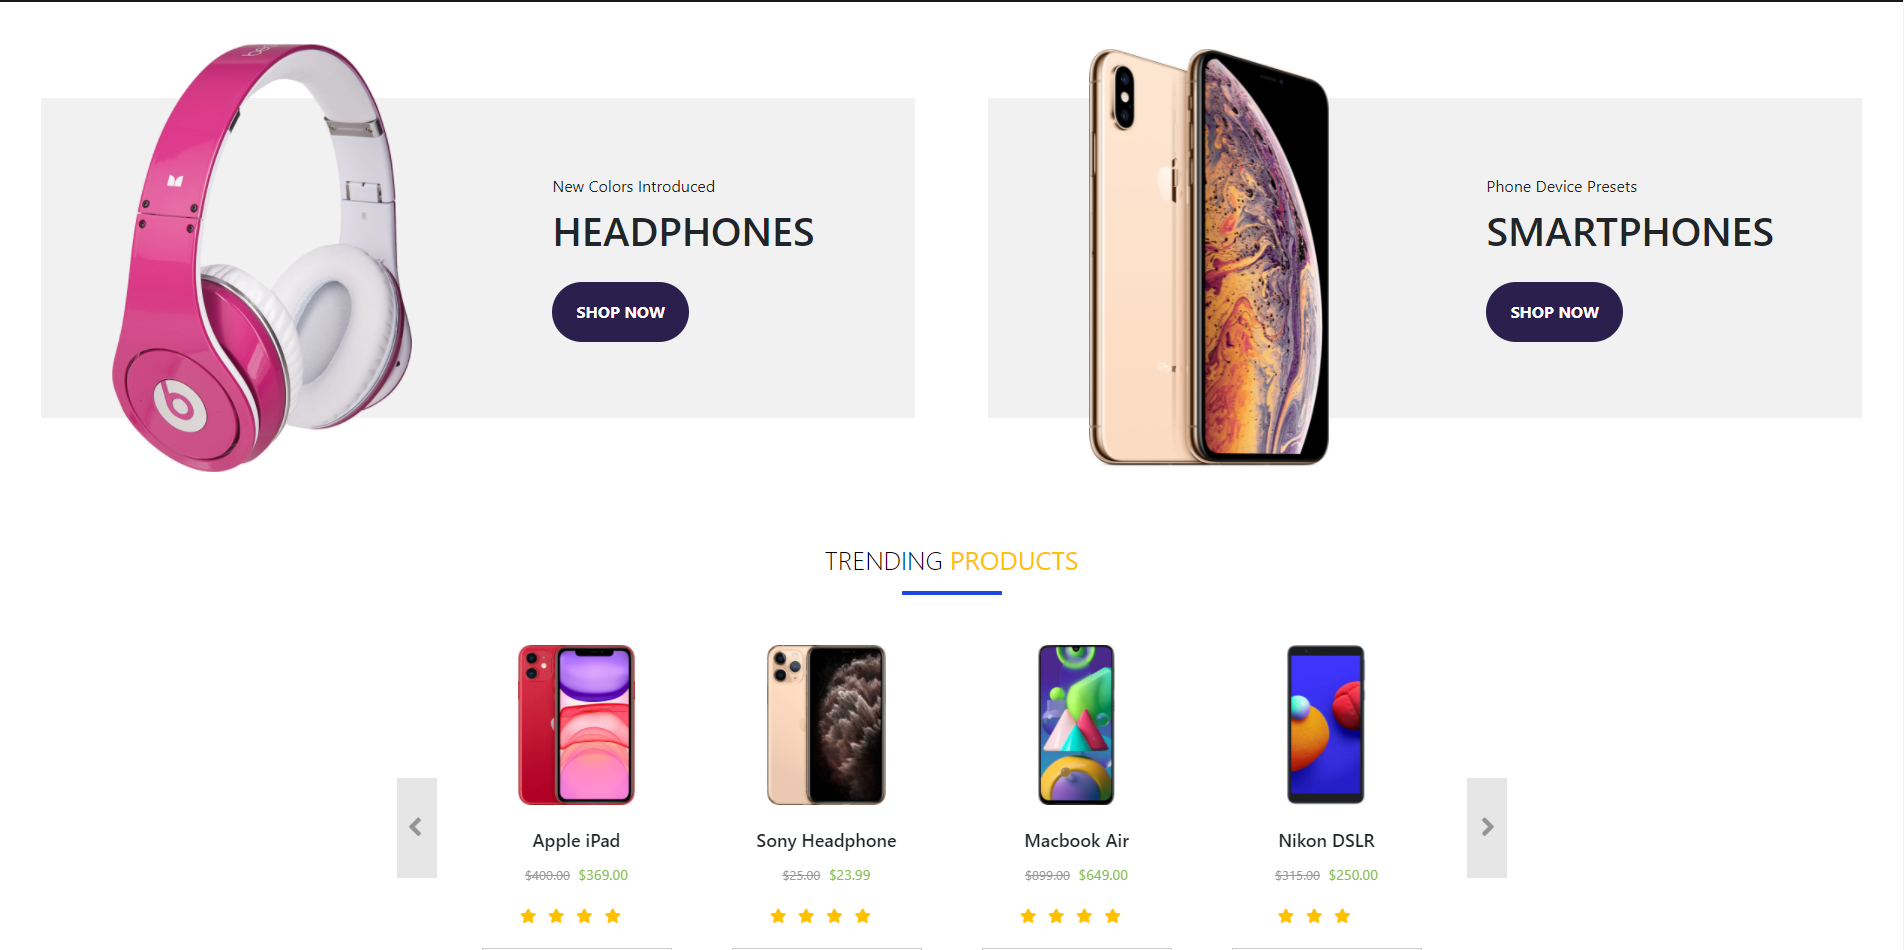 New Colors Introduced
HEADPHONES
SHOP NOW
Phone Device Presets
SMARTPHONES
SHOP NOW
TRENDING PRODUCTS
Apple iPad
$400.00 $369.00
Sony Headphone
$25.00 $23.99
Macbook Air
$899.00 $649.00
Nikon DSLR
$315.00 $250.00